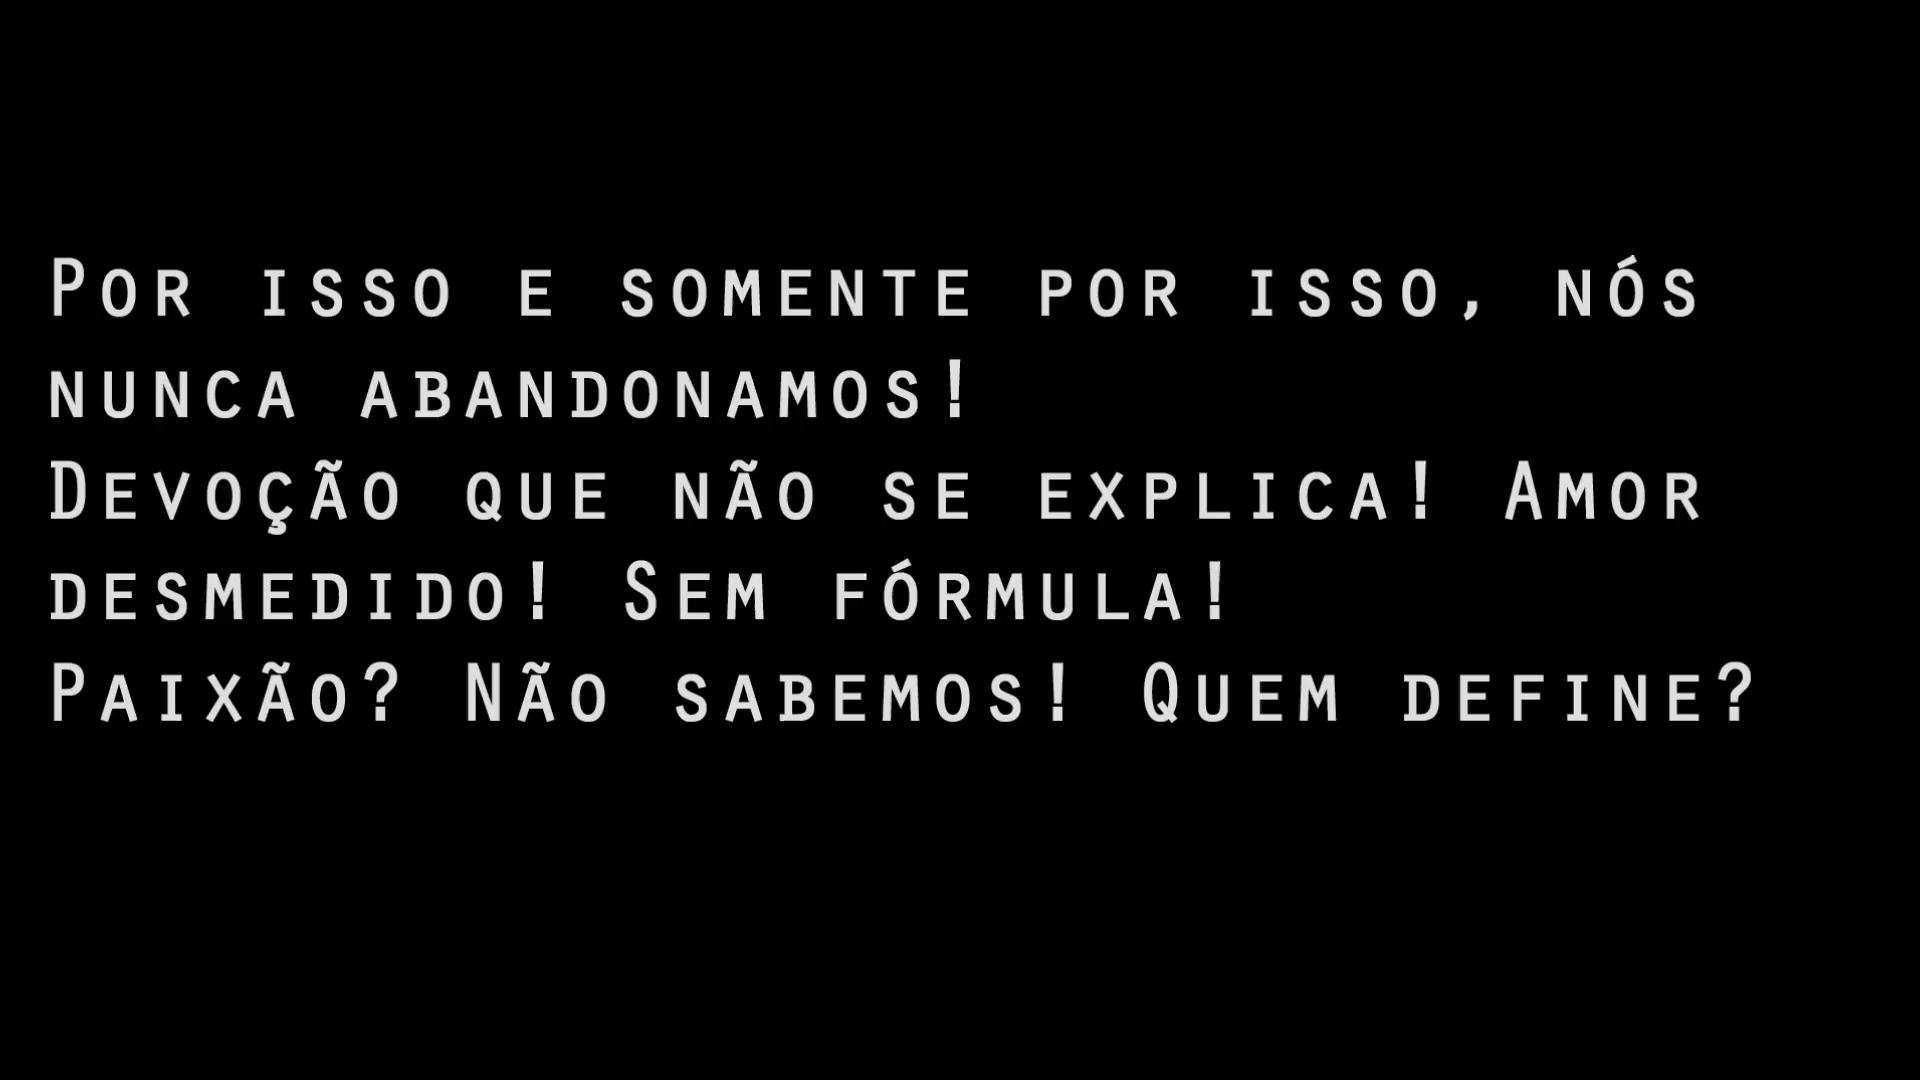 Por isso e somente por isso, nós
nunca abandonamos!
Devoção que não se explica! Amor
desmedido! Sem fórmula!
Paixão? Não sabemos! Quem define?